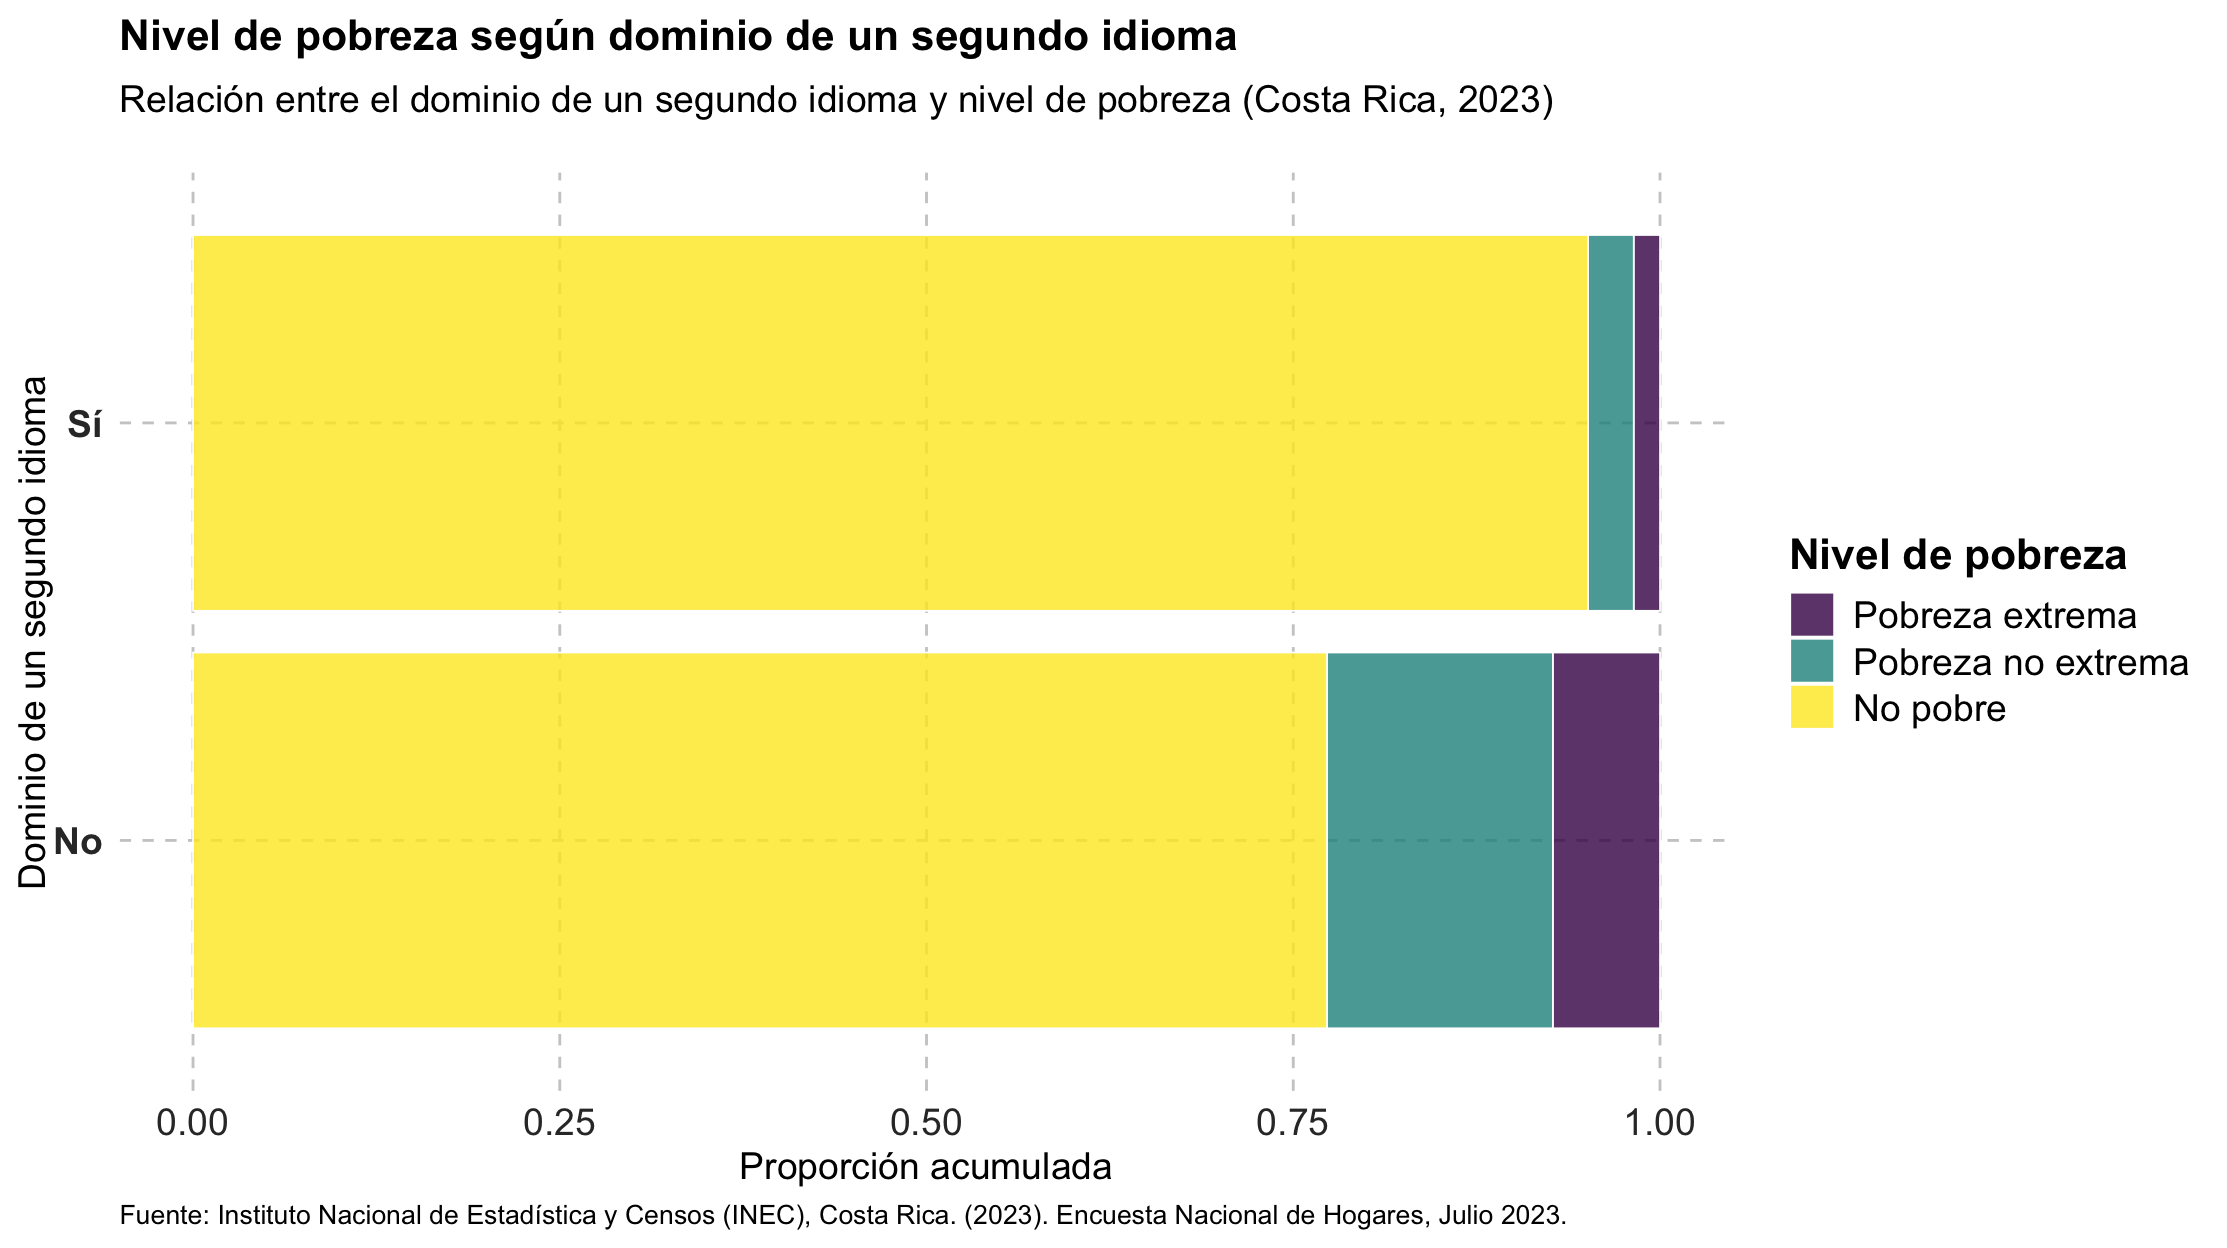 Nivel de pobreza según dominio de un segundo idioma
Relación entre el dominio de un segundo idioma y nivel de pobreza (Costa Rica, 2023)
Dominio de un segundo idioma
Sí
No
0.00
0.25
0.50
0.75
1.00
Proporción acumulada
Nivel de pobreza
Pobreza extrema
Pobreza no extrema
No pobre
Fuente: Instituto Nacional de Estadística y Censos (INEC), Costa Rica. (2023). Encuesta Nacional de Hogares, Julio 2023.